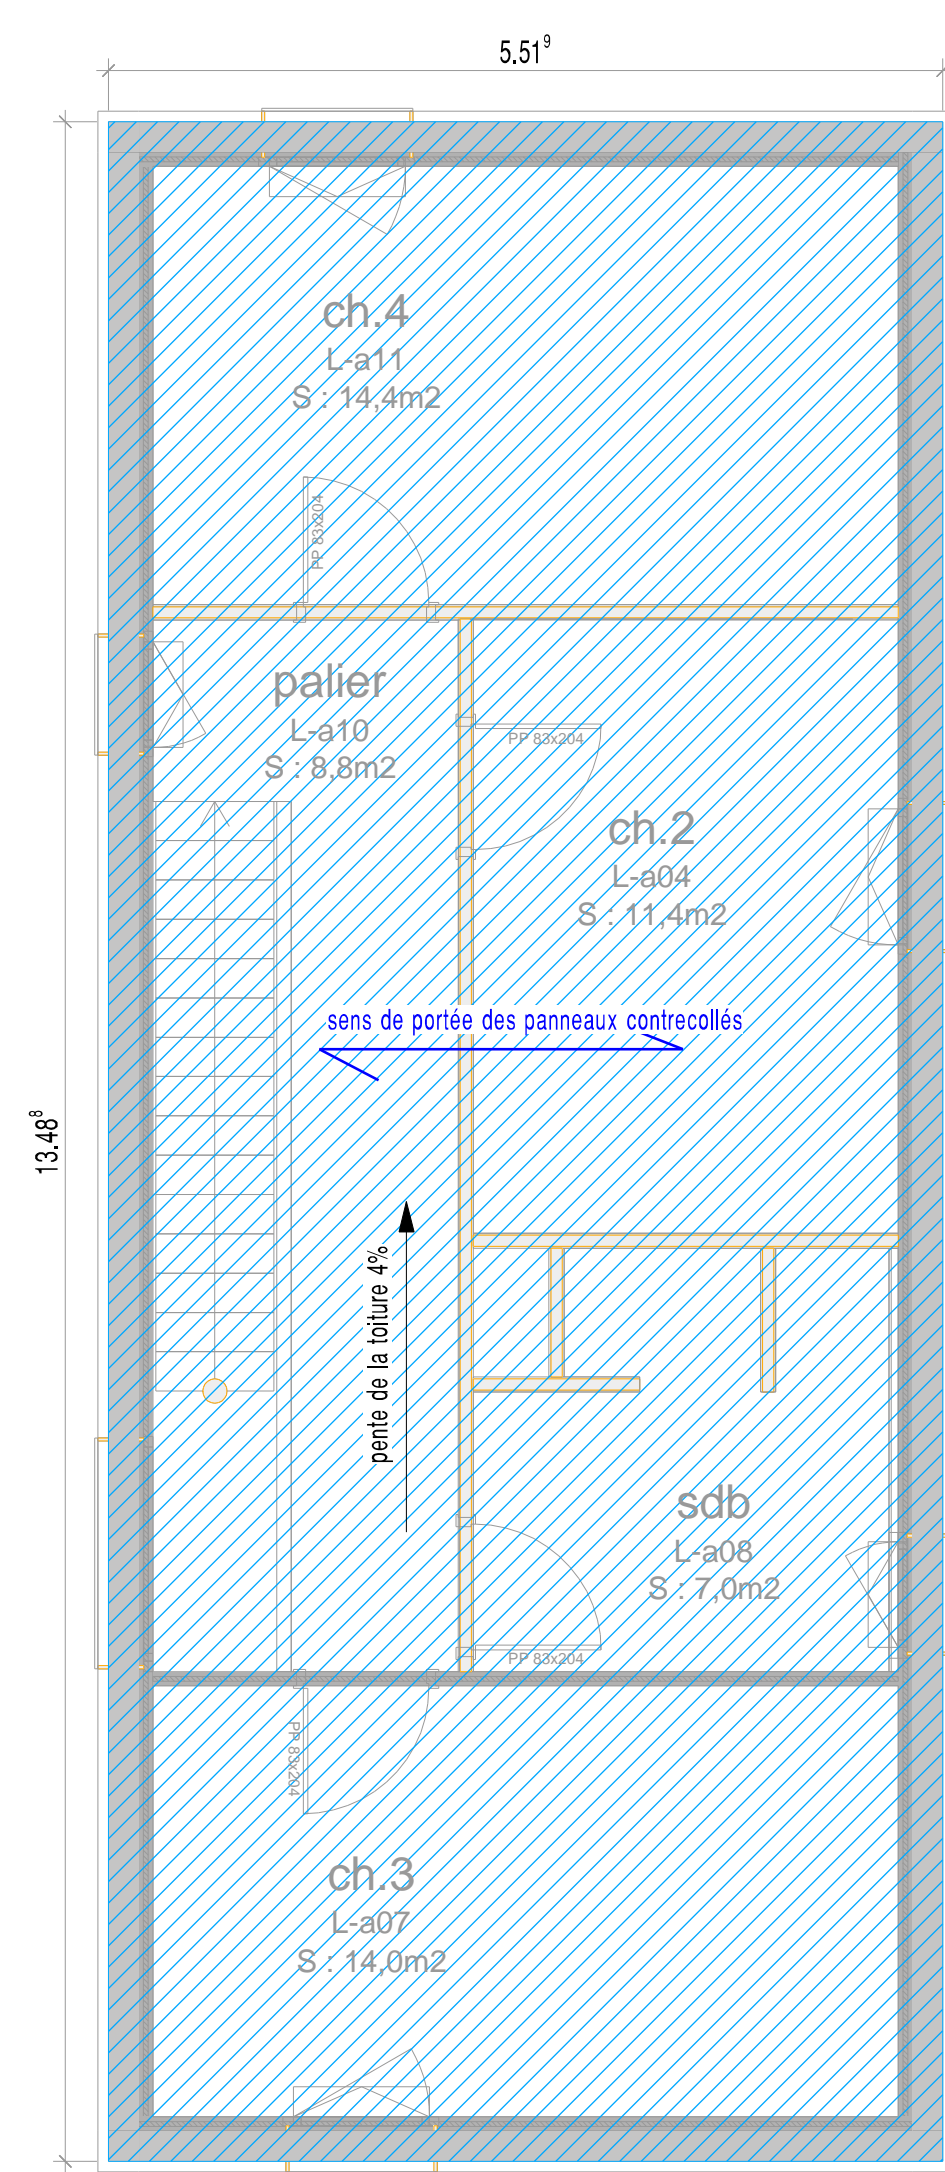 5.51⁹
ch.4
L-a11
S : 14,4m2
PP 83x204
palier
L-a10
S : 8,8m2
PP 83x204
ch.2
L-a04
S : 11,4m2
sens de portée des panneaux contrecollés
13.48⁸
pente de la toiture 4%
sdb
L-a08
S : 7,0m2
PP 83x204
PP 83x204
ch.3
L-a07
S : 14,0m2